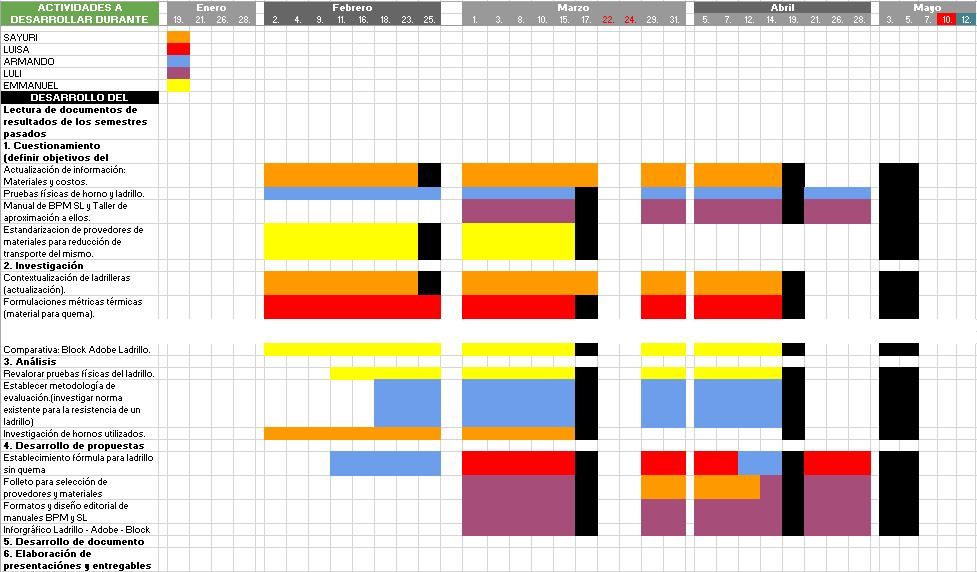 ACTIVIDADES A
DESARROLLAR DURANTE
Enero
Febrero
Marzo
Abril
Mayo
19. 21. 26. 28.
2. 4. 9. 11. 16. 18. 23. 25.
1. 3. 8. 10. 15. 17. 22. 24. 29. 31.
5. 7. 12. 14. 19. 21. 26. 28.
3. 5. 7. 10. 12.
SAYURI
LUISA
ARMANDO
LULI
EMMANUEL
DESARROLLO DEL
Lectura de documentos de
resultados de los semestres
pasados
1. Cuestionamiento
(definir objetivos del
Actualización de información:
Materiales y costos.
Pruebas físicas de horno y ladrillo.
Manual de BPM SL y Taller de
aproximación a ellos.
Estandarizacion de provedores de
materiales para reducción de
transporte del mismo.
2. Investigación
Contextualización de ladrilleras
(actualización).
Formulaciones métricas térmicas
(material para quema).
Comparativa: Block Adobe Ladrillo.
3. Análisis
Revalorar pruebas físicas del ladrillo.
Establecer metodología de
evaluación.(investigar norma
existente para la resistencia de un
ladrillo)
Investigación de hornos utilizados.
4. Desarrollo de propuestas
Establecimiento fórmula para ladrillo
sin quema
Folleto para selección de
provedores y materiales
Formatos y diseño editorial de
manuales BPM y SL
Inforgráfico Ladrillo - Adobe - Block
5. Desarrollo de documento
6. Elaboración de
presentaciónes y entregables